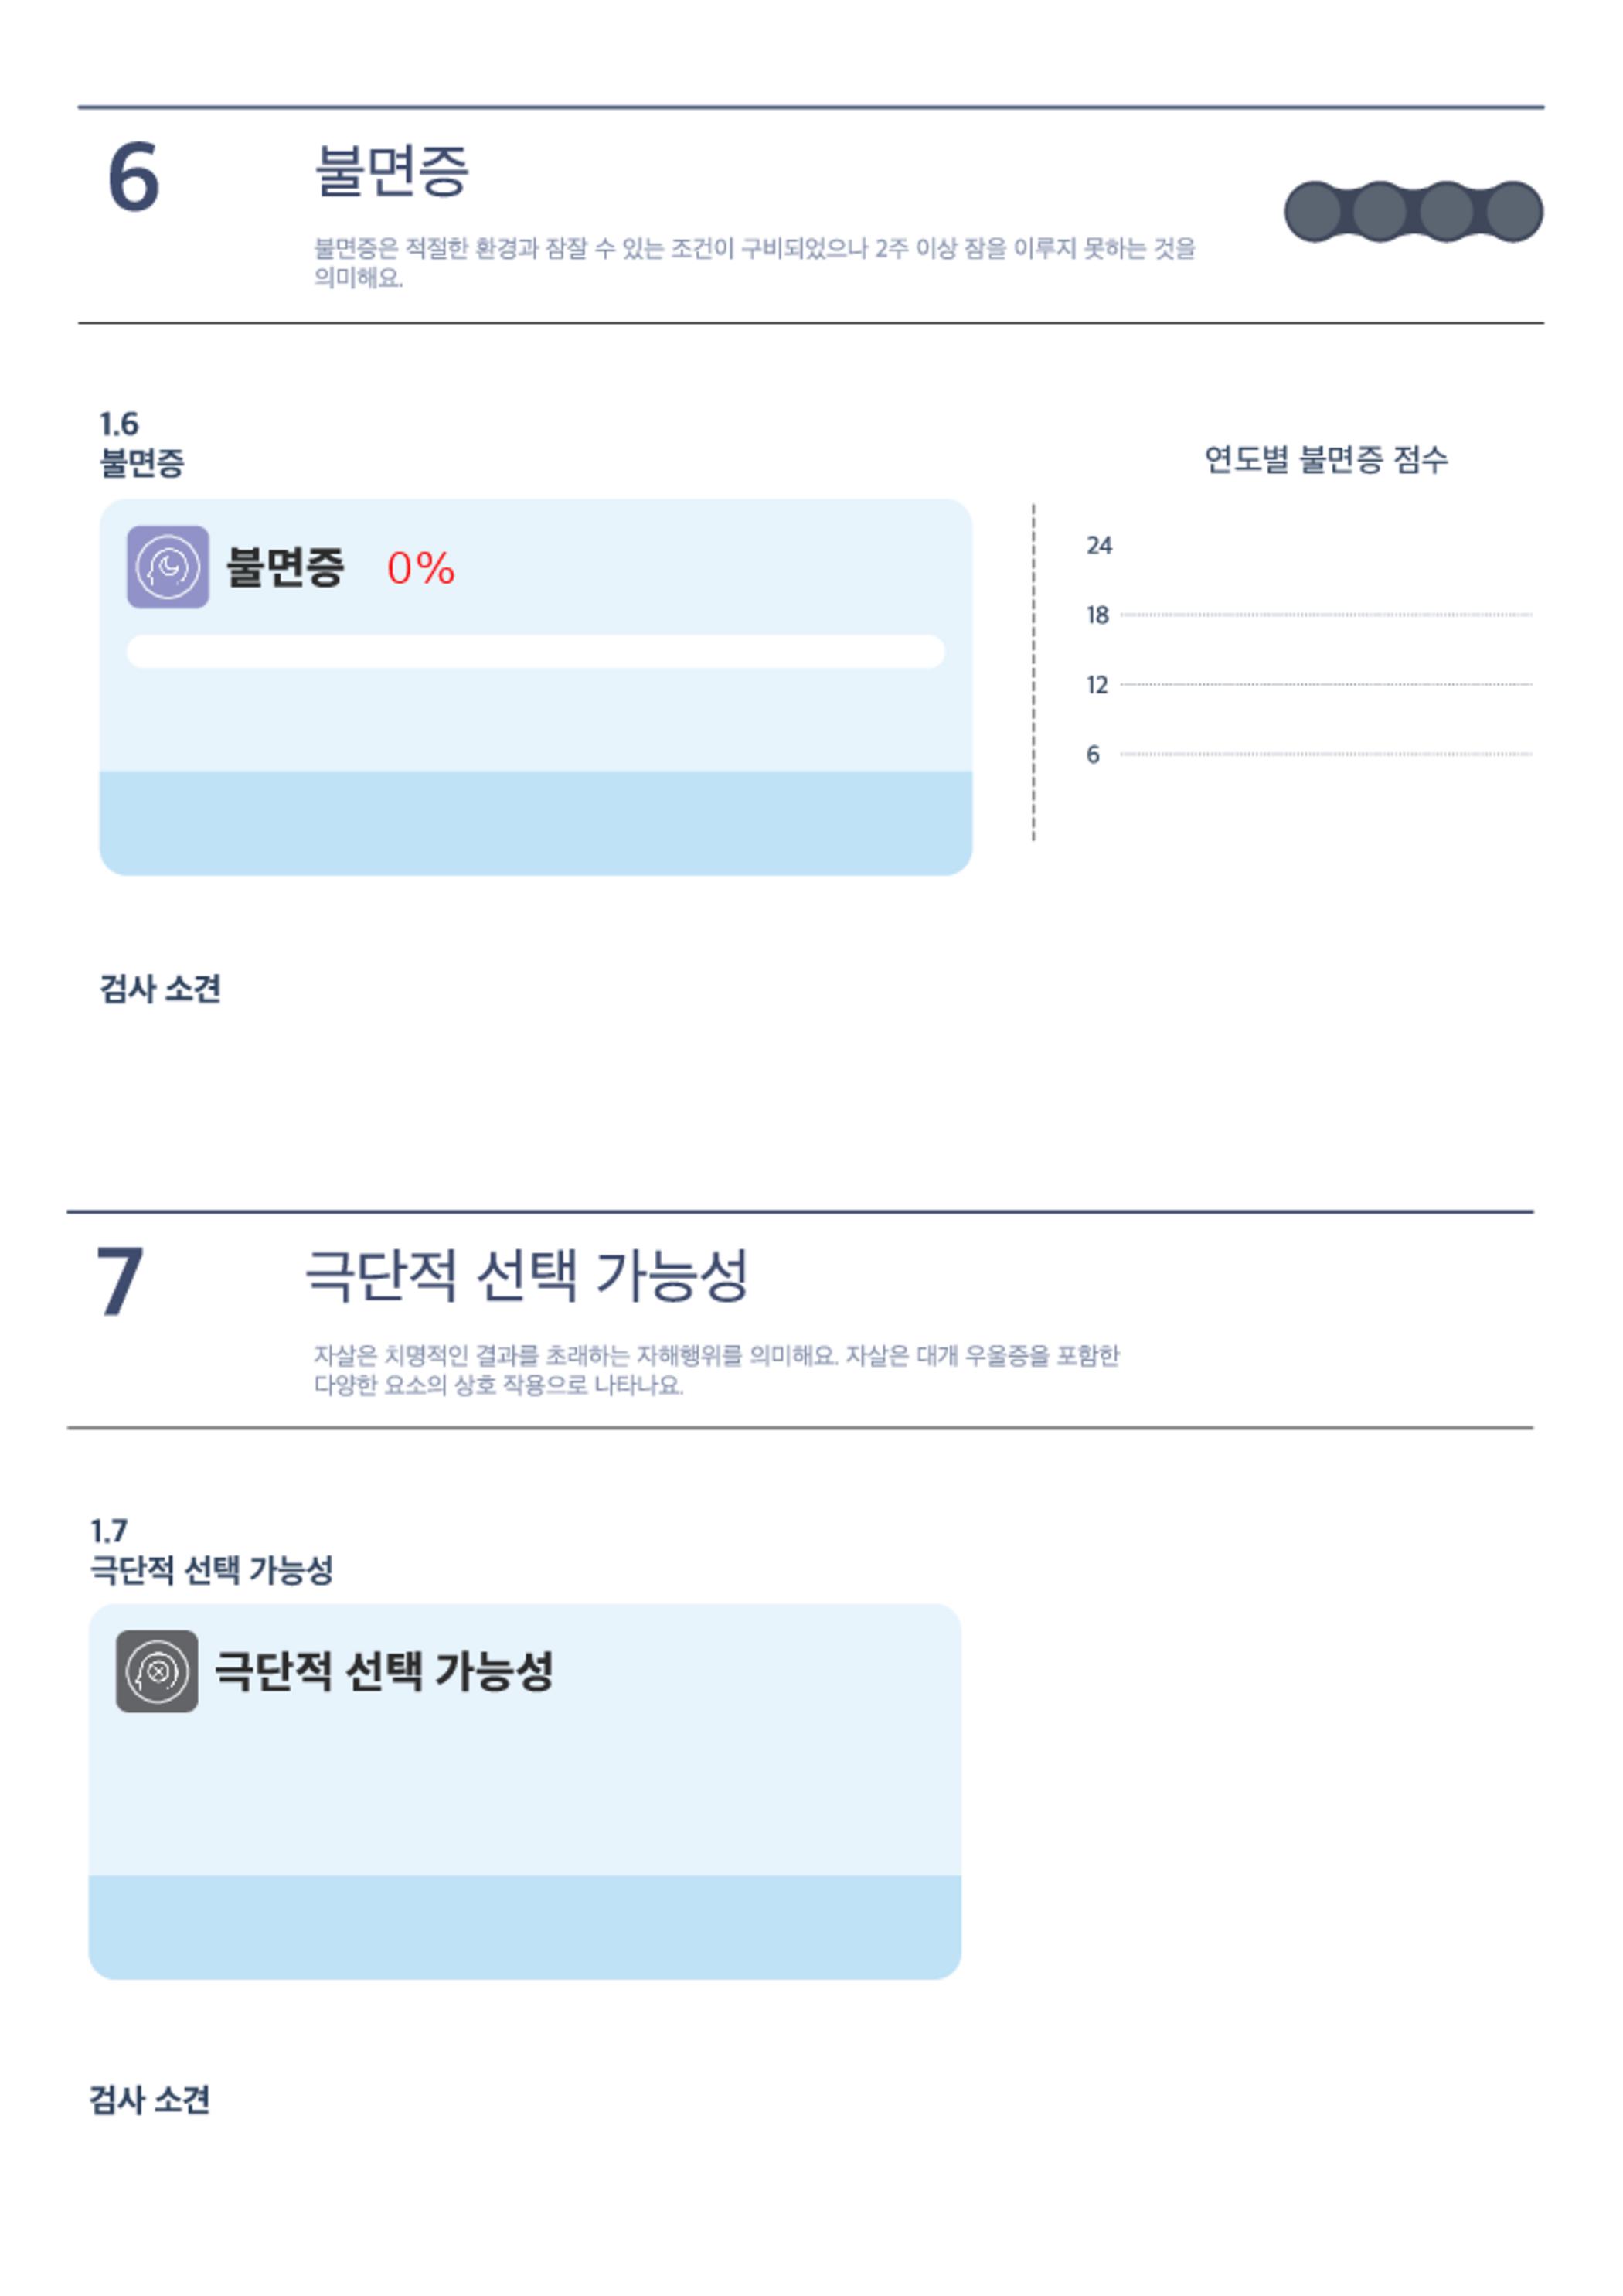 6
불면증
불면증은 적절한 환경과 잠잘 수 있는 조건이 구비되었으나 2주 이상 잠을 이루지 못하는 것을
의미해요.
1.6
불면증
불면증 0%
연도별 불면증 점수
24
18
12
6
검사 소견
7
극단적 선택 가능성
자살은 치명적인 결과를 초래하는 자해행위를 의미해요. 자살은 대개 우울증을 포함한
다양한 요소의 상호 작용으로 나타나요.
1.7
극단적 선택 가능성
극단적 선택 가능성
검사 소견